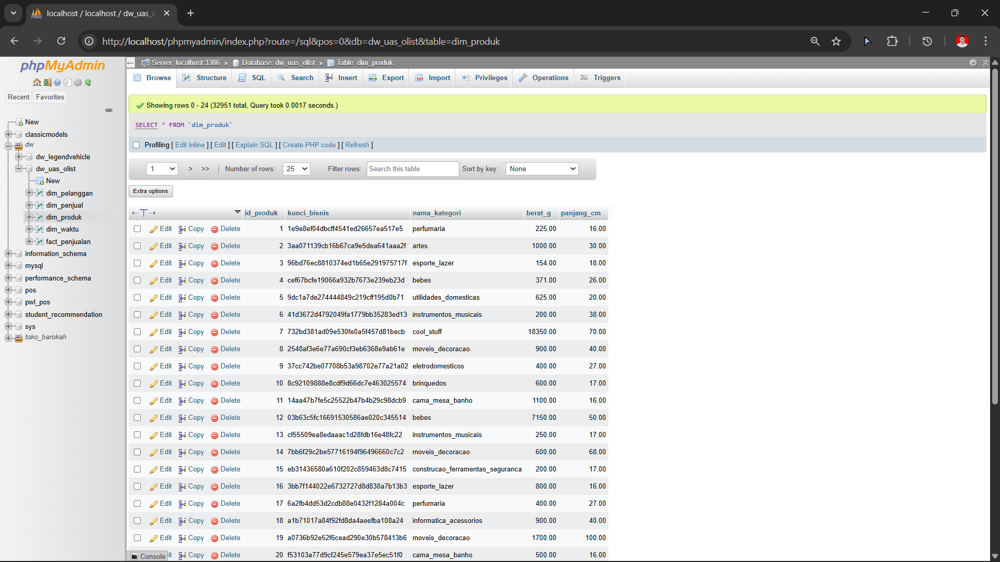 localhost / localhost / dw_uas_o
http://localhost/phpmyadmin/index.php?route=/sql&pos=0&db=dw_uas_olist&table=dim_produk
phpMyAdmin
Recent Favorites
New
classicmodels
dw
dw_legendvehicle
dw_uas_olist
New
dim_pelanggan
dim_penjual
dim_produk
dim_waktu
fact_penjualan
information_schema
mysql
performance_schema
pos
pwl_pos
student_recommendation
sys
toko_barokah
Server: localhost:3306 » Database: dw_uas_olist » Table: dim_produk
Browse Structure SQL Search Insert Export Import Privileges Operations Triggers
Showing rows 0 - 24 (32951 total, Query took 0.0017 seconds.)
SELECT * FROM `dim_produk`
Profiling [ Edit inline ] [ Edit ] [ Explain SQL ] [ Create PHP code ] [ Refresh ]
1 > >> | Number of rows: 25 Filter rows: Search this table Sort by key: None
Extra options
←T→ id_produk kunci_bisnis nama_kategori berat_g panjang_cm
Edit Copy Delete 1 1e9e8ef04dbcff4541ed26657ea517e5 perfumaria 225.00 16.00
Edit Copy Delete 2 3aa071139cb16b67ca9e5dea641aaa2f artes 1000.00 30.00
Edit Copy Delete 3 96bd76ec8810374ed1b65e291975717f esporte_lazer 154.00 18.00
Edit Copy Delete 4 cef67bcfe19066a932b7673e239eb23d bebes 371.00 26.00
Edit Copy Delete 5 9dc1a7de274444849c219cff195d0b71 utilidades_domesticas 625.00 20.00
Edit Copy Delete 6 41d3672d4792049fa1779bb35283ed13 instrumentos_musicais 200.00 38.00
Edit Copy Delete 7 732bd381ad09e530fe0a5f457d81becb cool_stuff 18350.00 70.00
Edit Copy Delete 8 2548af3e6e77a690cf3eb6368e9ab61e moveis_decoracao 900.00 40.00
Edit Copy Delete 9 37cc742be07708b53a98702e77a21a02 eletrodomesticos 400.00 27.00
Edit Copy Delete 10 8c92109888e8cdf9d66dc7e463025574 brinquedos 600.00 17.00
Edit Copy Delete 11 14aa47b7fe5c25522b47b4b29c98dcb9 cama_mesa_banho 1100.00 16.00
Edit Copy Delete 12 03b63c5fc16691530586ae020c345514 bebes 7150.00 50.00
Edit Copy Delete 13 cf55509ea8edaaac1d28fdb16e48fc22 instrumentos_musicais 250.00 17.00
Edit Copy Delete 14 7bb6f29c2be57716194f96496660c7c2 moveis_decoracao 600.00 68.00
Edit Copy Delete 15 eb31436580a610f202c859463d8c7415 construcao_ferramentas_seguranca 200.00 17.00
Edit Copy Delete 16 3bb7f144022e6732727d8d838a7b13b3 esporte_lazer 800.00 16.00
Edit Copy Delete 17 6a2fb4dd53d2cdb88e0432f1284a004c perfumaria 400.00 27.00
Edit Copy Delete 18 a1b71017a84f92fd8da4aeefba108a24 informatica_acessorios 900.00 40.00
Edit Copy Delete 19 a0736b92e52f6cead290e30b578413b6 moveis_decoracao 1700.00 100.00
Console it Copy Delete 20 f53103a77d9cf245e579ea37e5ec51f0 cama_mesa_banho 500.00 16.00